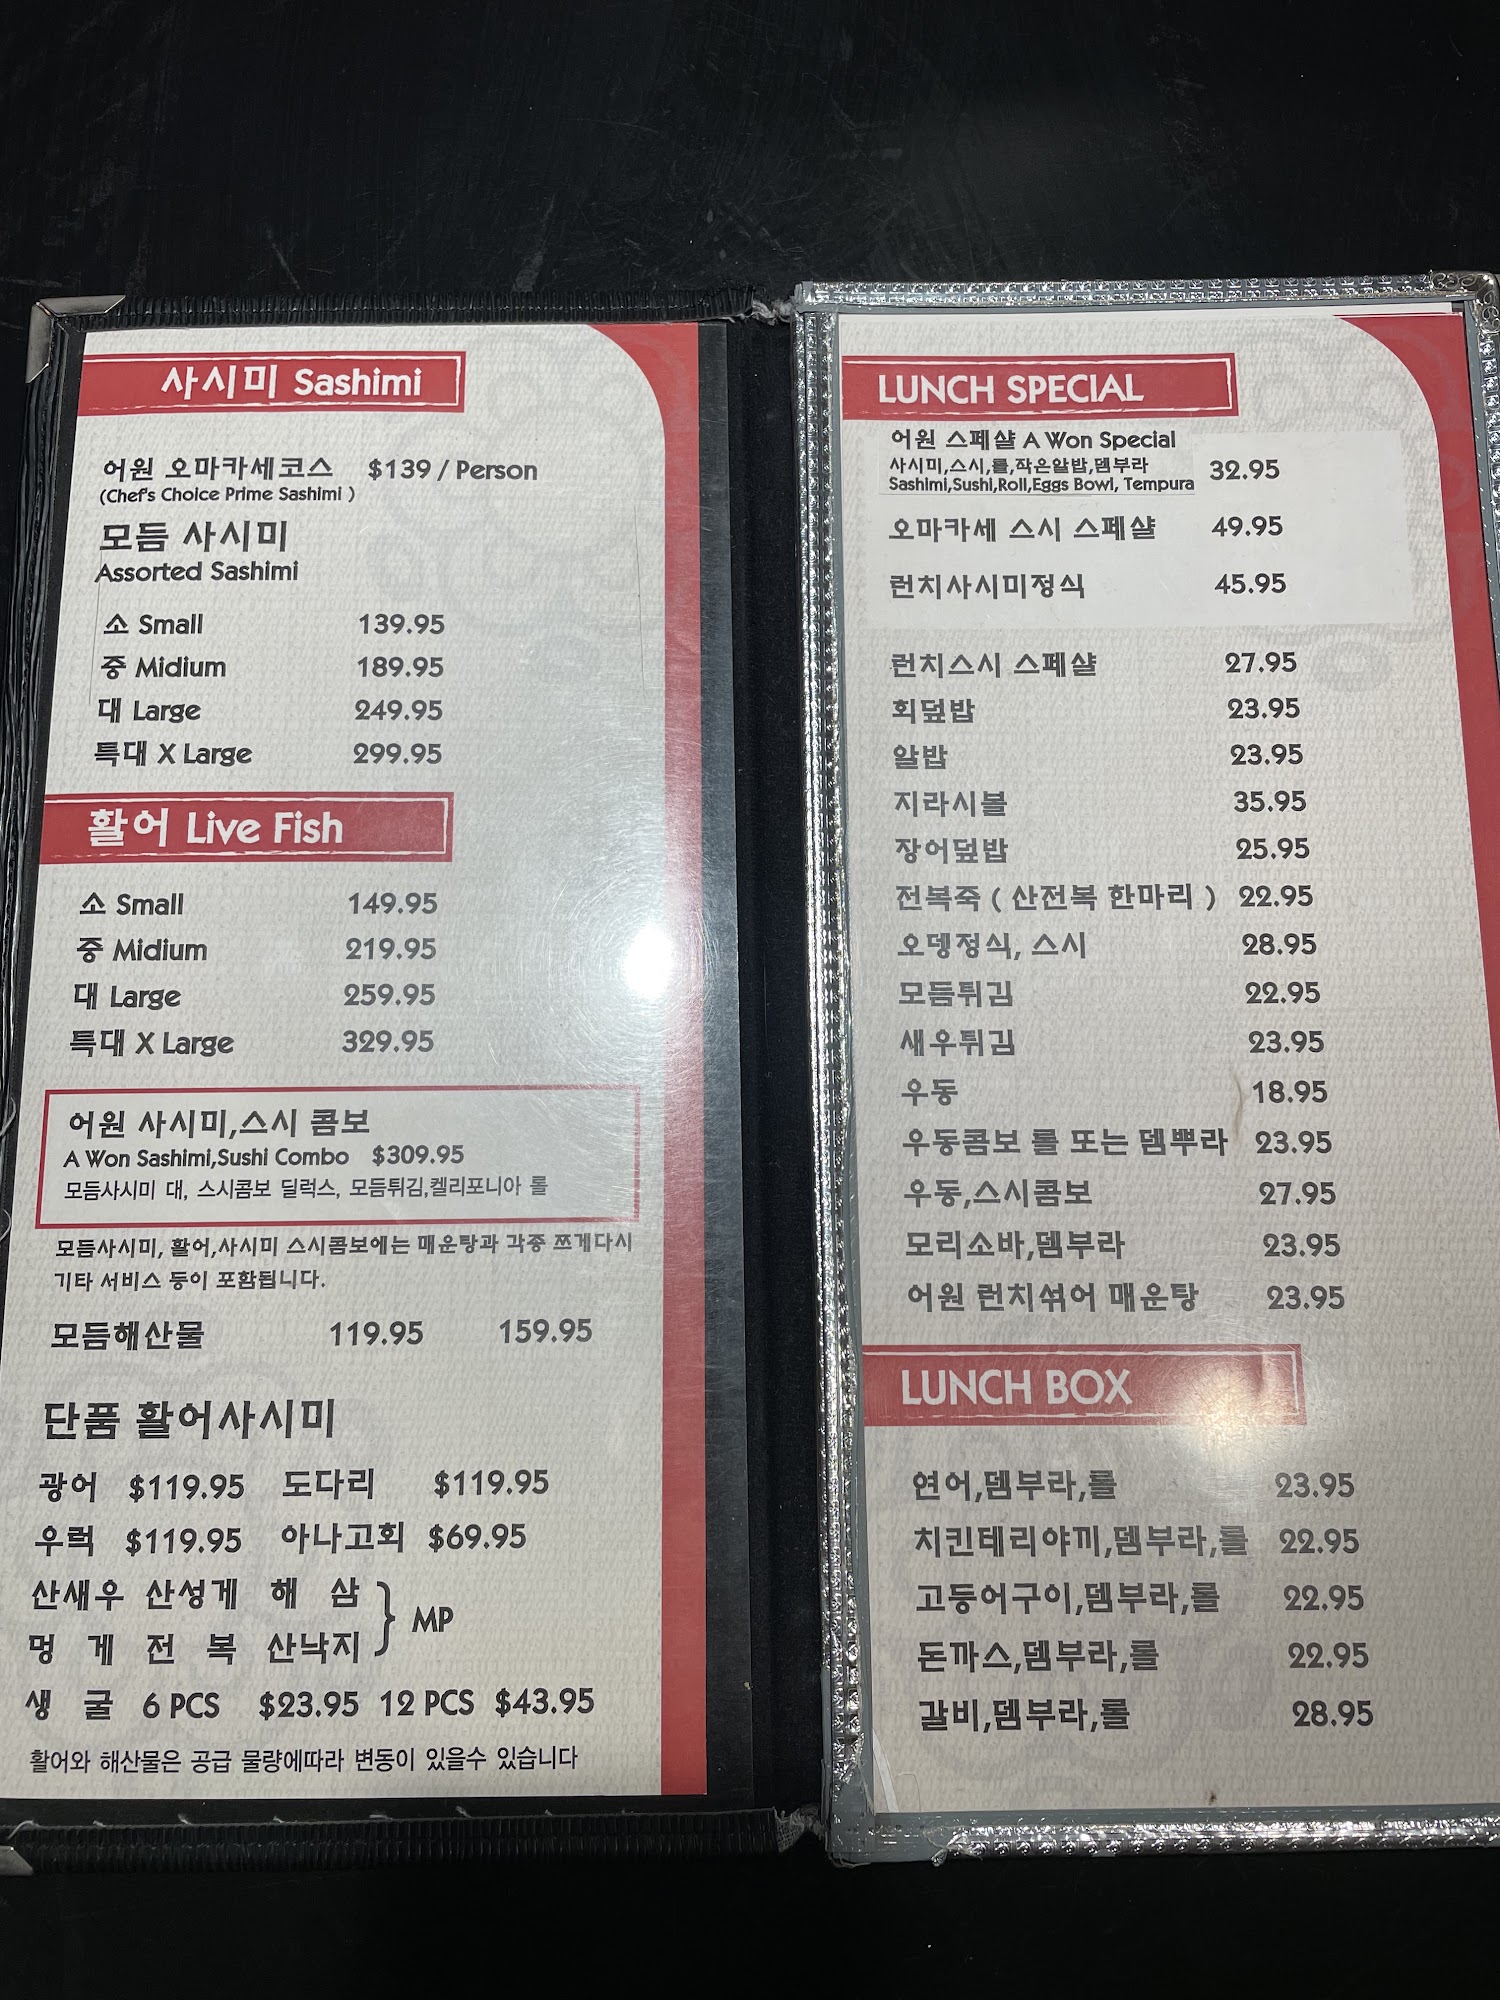 사시미 Sashimi
어원 오마카세코스 $139 / Person
(Chef's Choice Prime Sashimi )
모듬 사시미
Assorted Sashimi
소 Small 139.95
중 Midium 189.95
대 Large 249.95
특대 X Large 299.95
활어 Live Fish
소 Small 149.95
중 Midium 219.95
대 Large 259.95
특대 X Large 329.95
어원 사시미,스시 콤보
A Won Sashimi,Sushi Combo $309.95
모듬사시미 대, 스시콤보 딜럭스, 모듬튀김,켈리포니아 롤
모듬사시미, 활어,사시미 스시콤보에는 매운탕과 각종 쯔게다시
기타 서비스 등이 포함됩니다.
모듬해산물 119.95 159.95
단품 활어사시미
광어 $119.95 도다리 $119.95
우럭 $119.95 아나고회 $69.95
산새우 산성게 해 삼
멍 게 전 복 산낙지 } MP
생 굴 6 PCS $23.95 12 PCS $43.95
활어와 해산물은 공급 물량에따라 변동이 있을수 있습니다
LUNCH SPECIAL
어원 스페샬 A Won Special
사시미,스시,롤,작은알밥,뎀부라 32.95
Sashimi,Sushi,Roll,Eggs Bowl, Tempura
오마카세 스시 스페샬 49.95
런치사시미정식 45.95
런치스시 스페샬 27.95
회덮밥 23.95
알밥 23.95
지라시볼 35.95
장어덮밥 25.95
전복죽 ( 산전복 한마리 ) 22.95
오뎅정식, 스시 28.95
모듬튀김 22.95
새우튀김 23.95
우동 18.95
우동콤보 롤 또는 뎀뿌라 23.95
우동,스시콤보 27.95
모리소바,뎀부라 23.95
어원 런치섞어 매운탕 23.95
LUNCH BOX
연어,뎀부라,롤 23.95
치킨테리야끼,뎀부라,롤 22.95
고등어구이,뎀부라,롤 22.95
돈까스,뎀부라,롤 22.95
갈비,뎀부라,롤 28.95